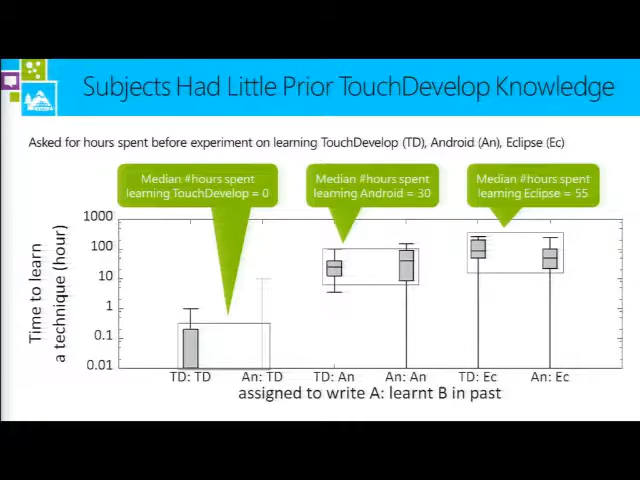 Subjects Had Little Prior TouchDevelop Knowledge
Asked for hours spent before experiment on learning TouchDevelop (TD), Android (An), Eclipse (Ec)
Median #hours spent
learning TouchDevelop = 0
Median #hours spent
learning Android = 30
Median #hours spent
learning Eclipse = 55
Time to learn
a technique (hour)
1000
100
10
1
0.1
0.01
TD: TD
An: TD
TD: An
An: An
TD: Ec
An: Ec
assigned to write A: learnt B in past